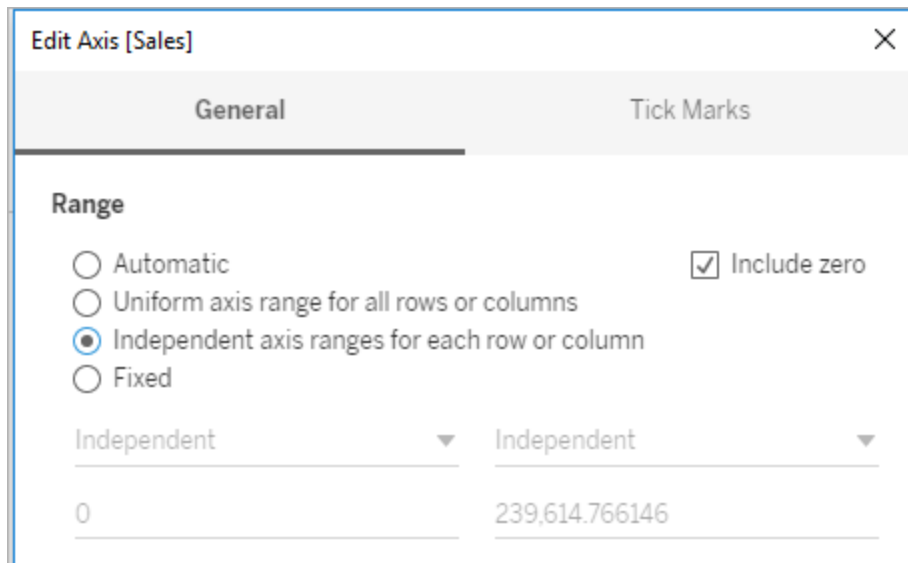 Edit Axis [Sales]
General Tick Marks
Range
Automatic Include zero
Uniform axis range for all rows or columns
Independent axis ranges for each row or column
Fixed
Independent Independent
0 239,614.766146